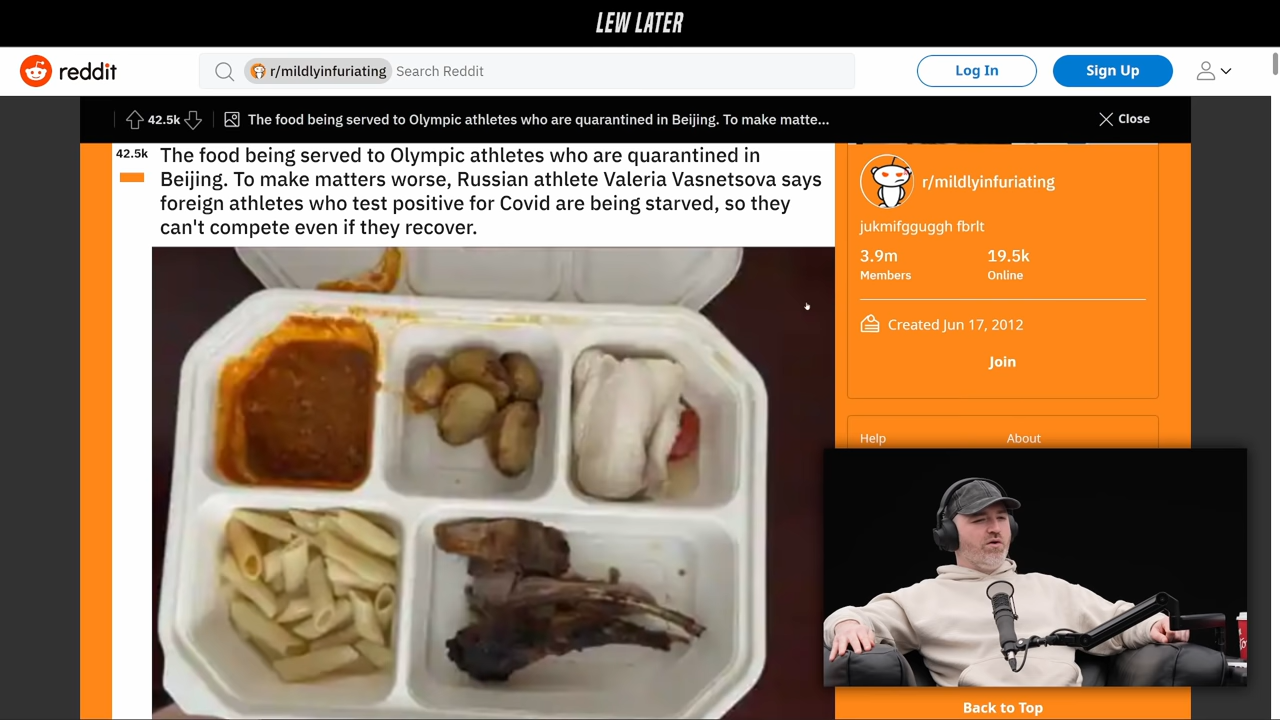 LEW LATER
reddit
r/mildlyinfuriating Search Reddit
Log In
Sign Up
42.5k
The food being served to Olympic athletes who are quarantined in Beijing. To make matte...
Close
42.5k
The food being served to Olympic athletes who are quarantined in
Beijing. To make matters worse, Russian athlete Valeria Vasnetsova says
foreign athletes who test positive for Covid are being starved, so they
can't compete even if they recover.
r/mildlyinfuriating
jukmifgguggh fbrlt
3.9m 19.5k
Members Online
Created Jun 17, 2012
Join
Help About
Back to Top